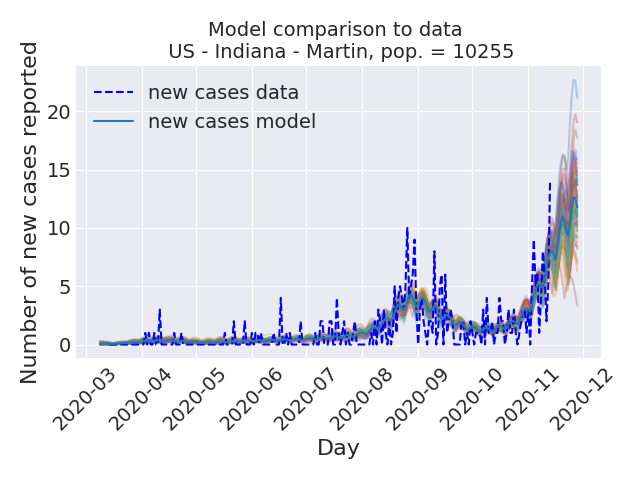 Model comparison to data
US - Indiana - Martin, pop. = 10255
Number of new cases reported
new cases data
new cases model
20
15
10
5
0
2020-03
2020-04
2020-05
2020-06
2020-07
2020-08
2020-09
2020-10
2020-11
2020-12
Day